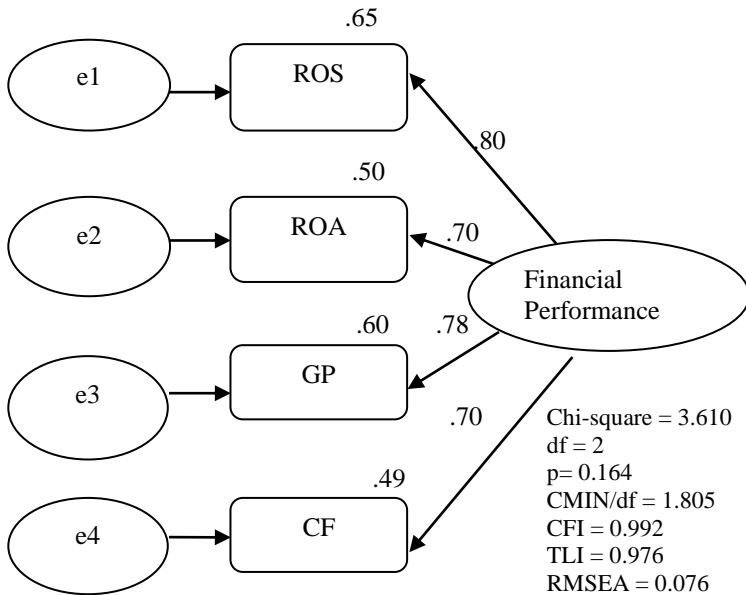 .65
e1
ROS
.80
.50
e2
ROA
.70
Financial
Performance
.60
.78
e3
GP
.70
.49
e4
CF
Chi-square = 3.610
df = 2
p= 0.164
CMIN/df = 1.805
CFI = 0.992
TLI = 0.976
RMSEA = 0.076